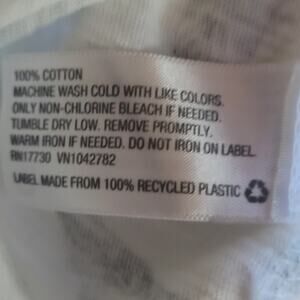 100% COTTON
MACHINE WASH COLD WITH LIKE COLORS.
ONLY NON-CHLORINE BLEACH IF NEEDED.
TUMBLE DRY LOW. REMOVE PROMPTLY.
WARM IRON IF NEEDED. DO NOT IRON ON LABEL.
RN17730 VN1042782
LABEL MADE FROM 100% RECYCLED PLASTIC